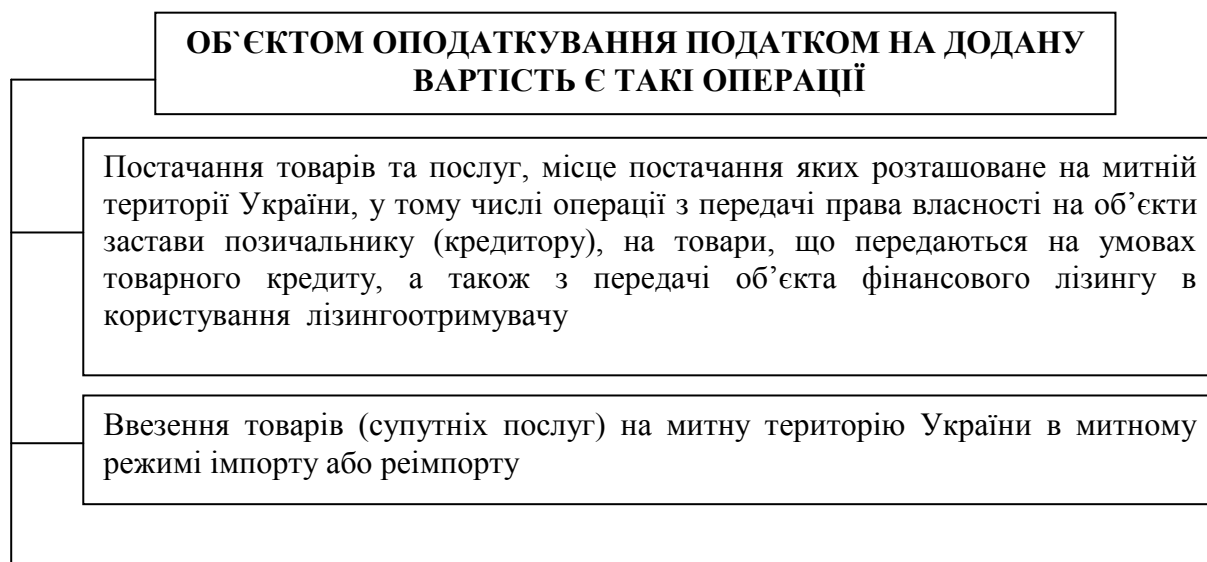 ОБ`ЄКТОМ ОПОДАТКУВАННЯ ПОДАТКОМ НА ДОДАНУ
ВАРТІСТЬ Є ТАКІ ОПЕРАЦІЇ
Постачання товарів та послуг, місце постачання яких розташоване на митній
території України, у тому числі операції з передачі права власності на об’єкти
застави позичальнику (кредитору), на товари, що передаються на умовах
товарного кредиту, а також з передачі об’єкта фінансового лізингу в
користування лізингоотримувачу
Ввезення товарів (супутніх послуг) на митну територію України в митному
режимі імпорту або реімпорту